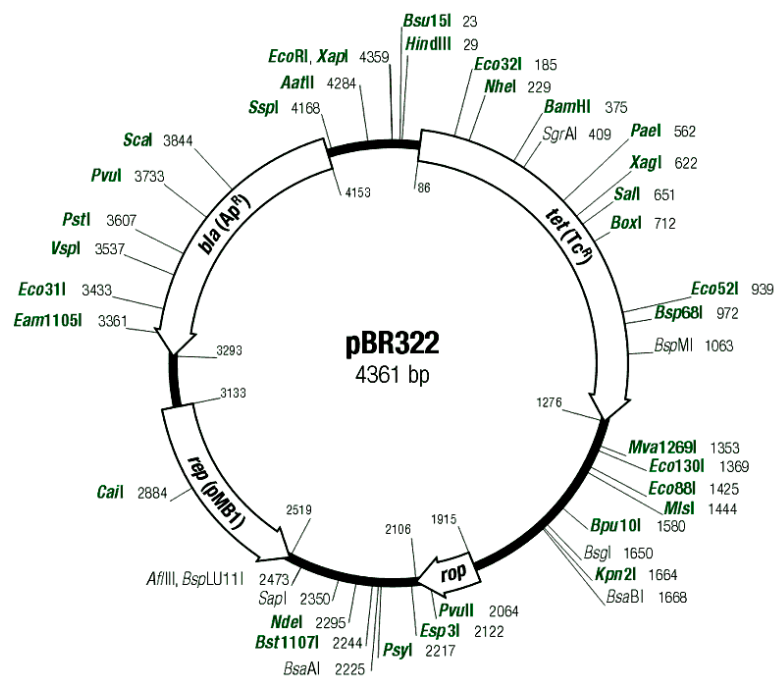 Bsu15I 23
HindIII 29
EcoRI, XapI 4359
AatII 4284
SspI 4168
ScaI 3844
PvuI 3733
PstI 3607
VspI 3537
Eco31I 3433
Eam1105I 3361
Eco32I 185
NheI 229
BamHI 375
SgrAI 409
PaeI 562
XagI 622
SalI 651
BoxI 712
Eco52I 939
Bsp68I 972
BspMI 1063
4153
86
bla (ApR)
tet (TcR)
pBR322
4361 bp
3293
3133
1276
Mva1269I 1353
Eco130I 1369
Eco88I 1425
MlsI 1444
Bpu10I 1580
BsgI 1650
Kpn2I 1664
BsaBI 1668
CaiI 2884
rep (pMB1)
2519
2106
1915
rop
AflIII, BspLU11I 2473
SapI 2350
NdeI 2295
Bst1107I 2244
BsaAI 2225
PvuII 2064
Esp3I 2122
PsyI 2217